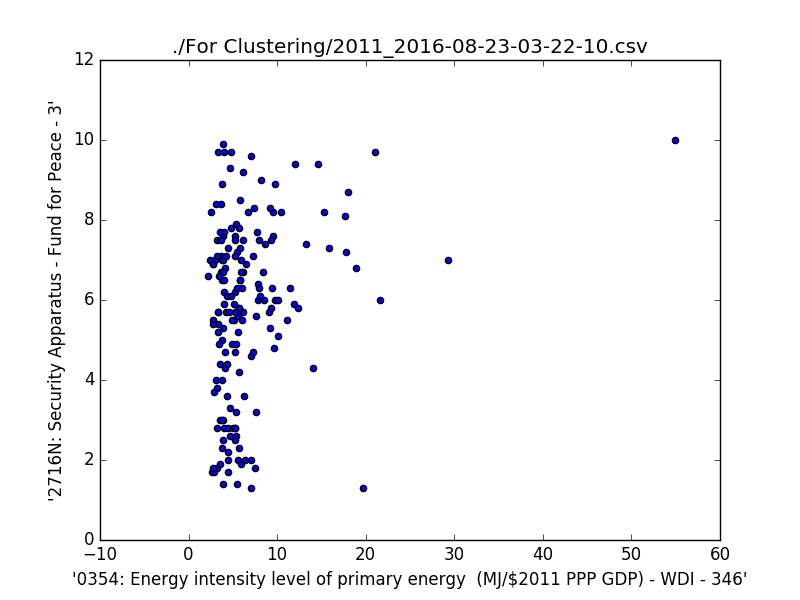 ./For Clustering/2011_2016-08-23-03-22-10.csv
12
10
8
6
4
2
0
'2716N: Security Apparatus - Fund for Peace - 3'
−10 0 10 20 30 40 50 60
'0354: Energy intensity level of primary energy  (MJ/$2011 PPP GDP) - WDI - 346'